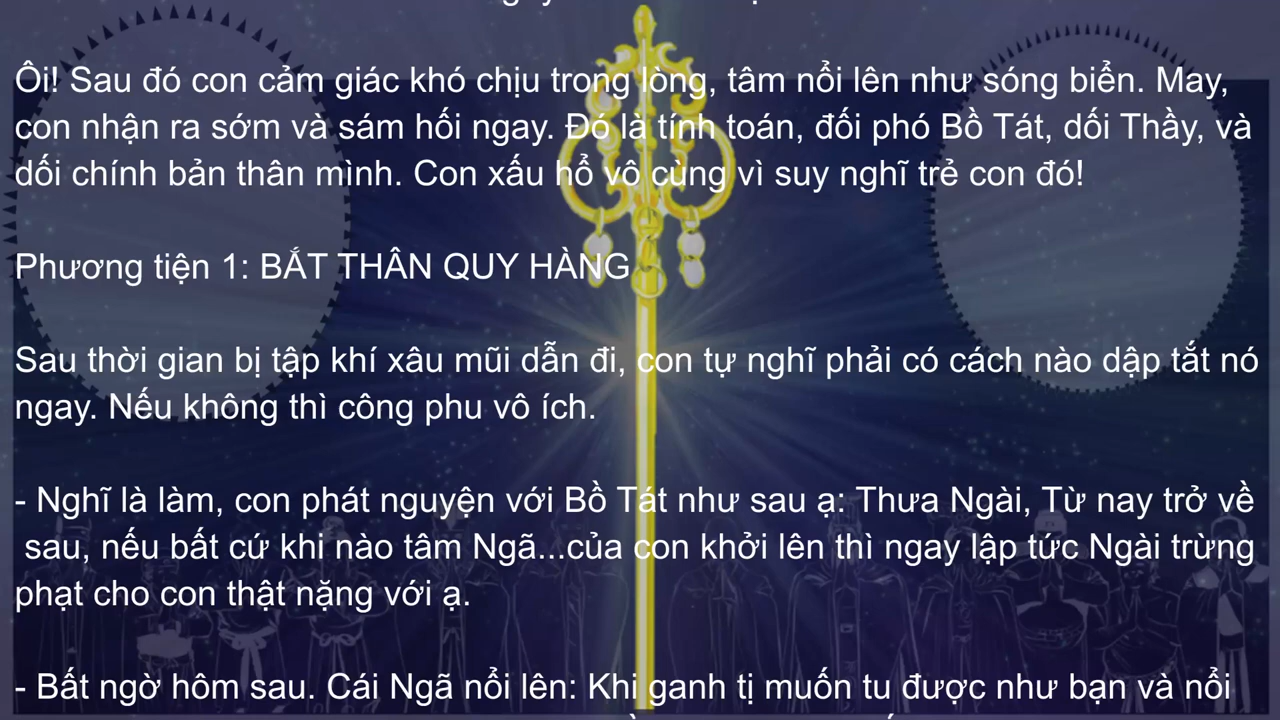 Ôi! Sau đó con cảm giác khó chịu trong lòng, tâm nổi lên như sóng biển. May,
con nhận ra sớm và sám hối ngay. Đó là tính toán, đối phó Bồ Tát, dối Thầy, và
dối chính bản thân mình. Con xấu hổ vô cùng vì suy nghĩ trẻ con đó!
Phương tiện 1: BẮT THÂN QUY HÀNG
Sau thời gian bị tập khí xâu mũi dẫn đi, con tự nghĩ phải có cách nào dập tắt nó
ngay. Nếu không thì công phu vô ích.
- Nghĩ là làm, con phát nguyện với Bồ Tát như sau ạ: Thưa Ngài, Từ nay trở về
sau, nếu bất cứ khi nào tâm Ngã...của con khởi lên thì ngay lập tức Ngài trừng
phạt cho con thật nặng với ạ.
- Bất ngờ hôm sau. Cái Ngã nổi lên: Khi ganh tị muốn tu được như bạn và nổi